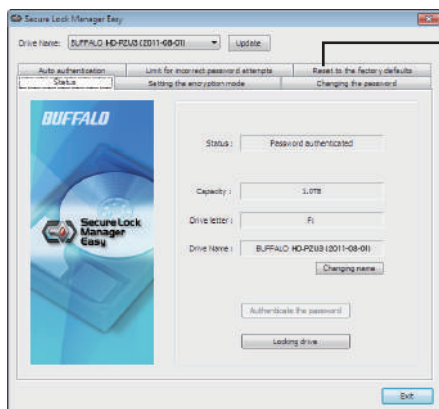 Secure Lock Manager Easy
Drive Name: BUFFALO HD-PZU3 (2011-08-01) Update
Auto authentication Limit for incorrect password attempts Reset to the factory defaults
Status Setting the encryption mode Changing the password
BUFFALO
Secure Lock
Manager
Easy
Status : Password authenticated
Capacity : 1.0TB
Drive letter : F:
Drive Name : BUFFALO HD-PZU3 (2011-08-01)
Changing name
Authenticate the password
Locking drive
Exit